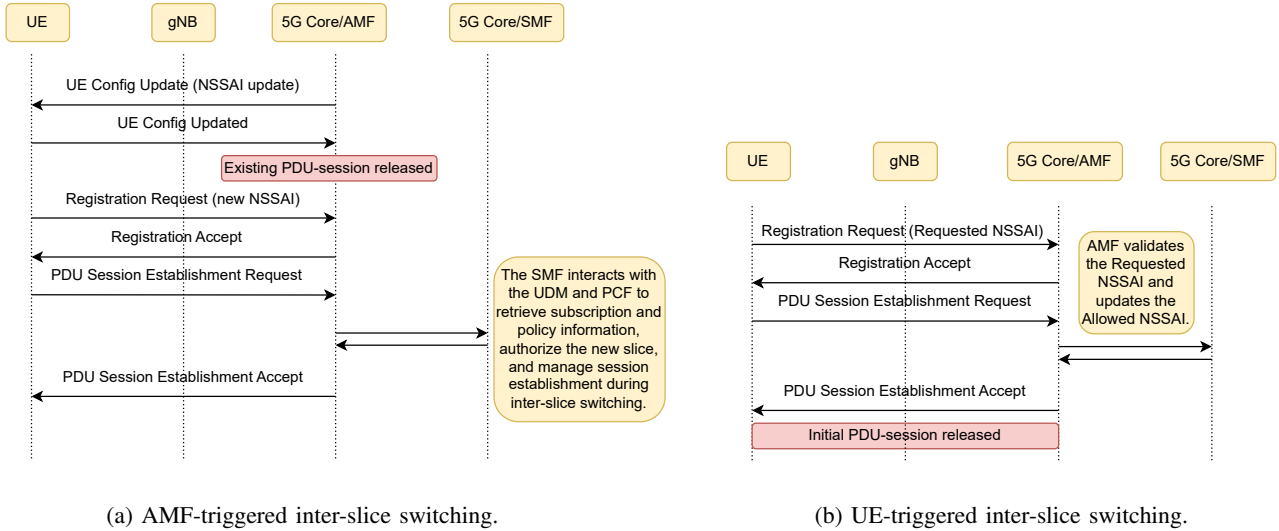 UE
gNB
5G Core/AMF
5G Core/SMF
UE Config Update (NSSAI update)
UE Config Updated
Existing PDU-session released
Registration Request (new NSSAI)
Registration Accept
PDU Session Establishment Request
The SMF interacts with
the UDM and PCF to
retrieve subscription and
policy information,
authorize the new slice,
and manage session
establishment during
inter-slice switching.
PDU Session Establishment Accept
(a) AMF-triggered inter-slice switching.
UE
gNB
5G Core/AMF
5G Core/SMF
Registration Request (Requested NSSAI)
Registration Accept
PDU Session Establishment Request
AMF validates
the Requested
NSSAI and
updates the
Allowed NSSAI.
PDU Session Establishment Accept
Initial PDU-session released
(b) UE-triggered inter-slice switching.